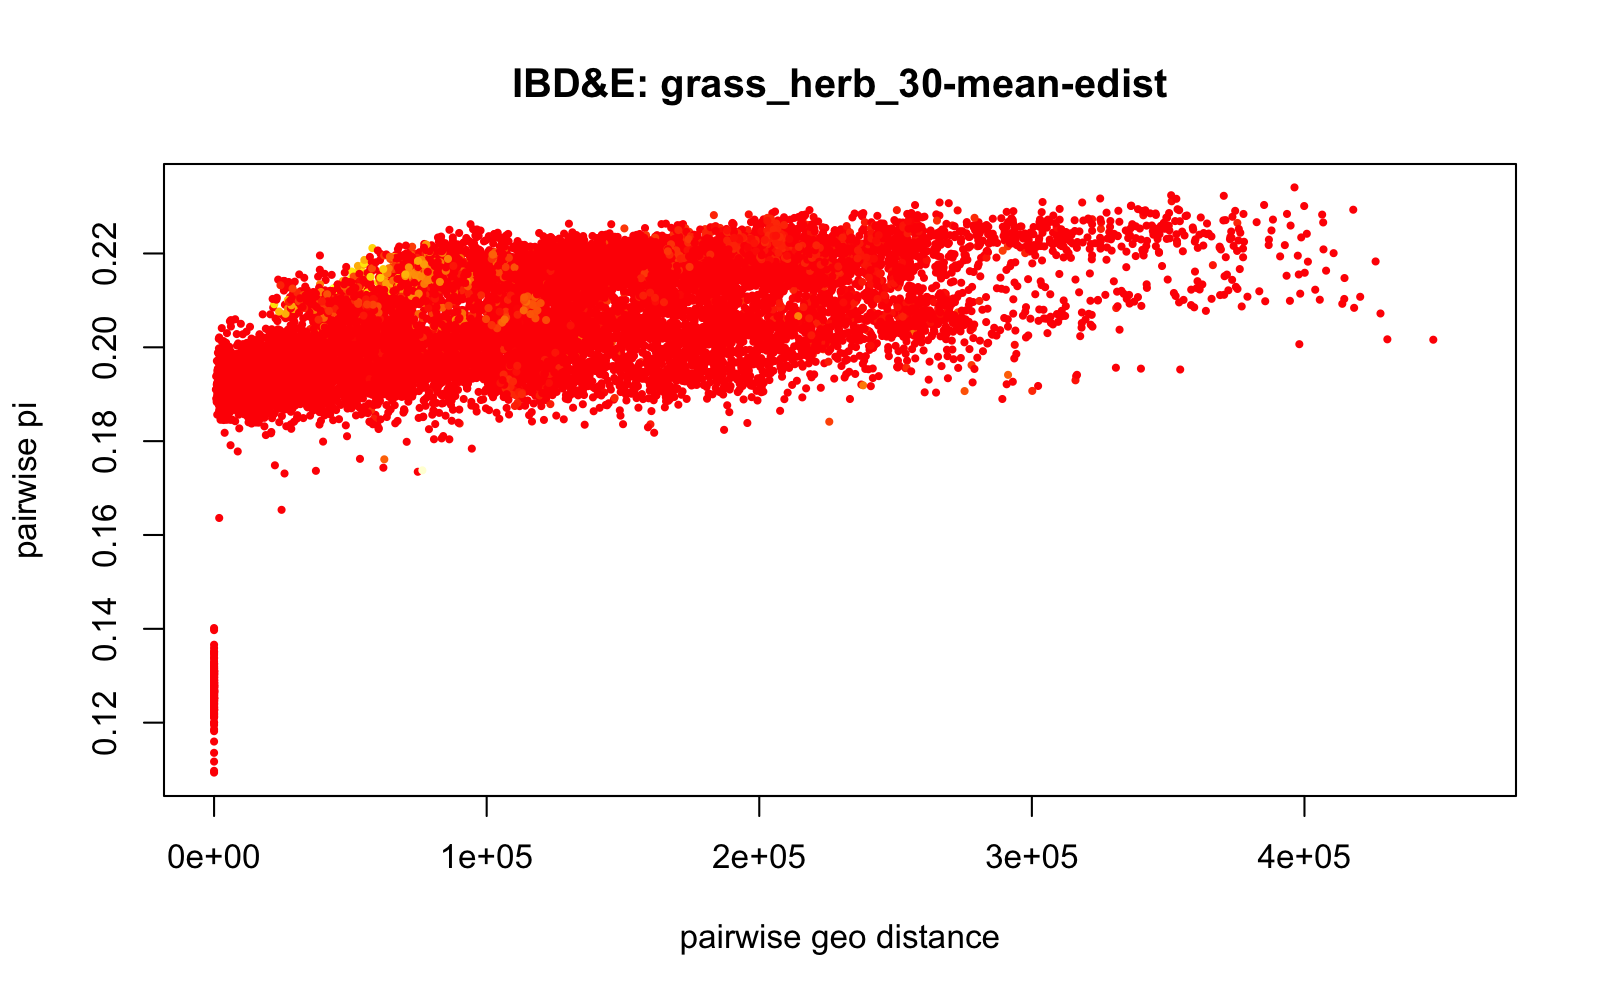 IBD&E: grass_herb_30-mean-edist
pairwise pi
0.22
0.20
0.18
0.16
0.14
0.12
0e+00 1e+05 2e+05 3e+05 4e+05
pairwise geo distance